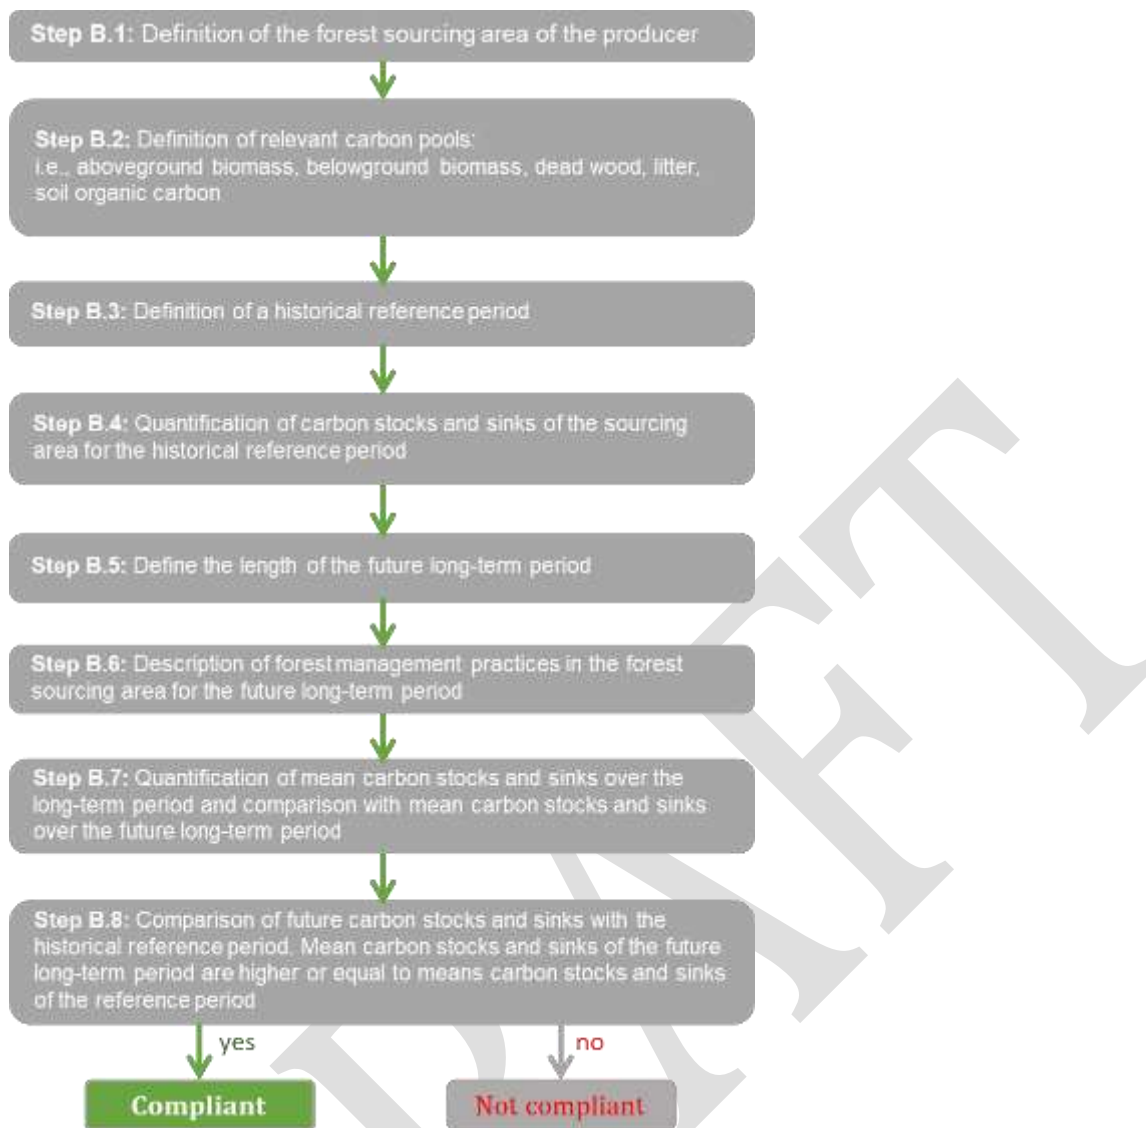 Step B.1: Definition of the forest sourcing area of the producer
Step B.2: Definition of relevant carbon pools:
i.e., aboveground biomass, belowground biomass, dead wood, litter,
soil organic carbon
Step B.3: Definition of a historical reference period
Step B.4: Quantification of carbon stocks and sinks of the sourcing
area for the historical reference period
Step B.5: Define the length of the future long-term period
Step B.6: Description of forest management practices in the forest
sourcing area for the future long-term period
Step B.7: Quantification of mean carbon stocks and sinks over the
long-term period and comparison with mean carbon stocks and sinks
over the future long-term period
Step B.8: Comparison of future carbon stocks and sinks with the
historical reference period. Mean carbon stocks and sinks of the future
long-term period are higher or equal to means carbon stocks and sinks
of the reference period
yes
no
Compliant
Not compliant
DRAFT